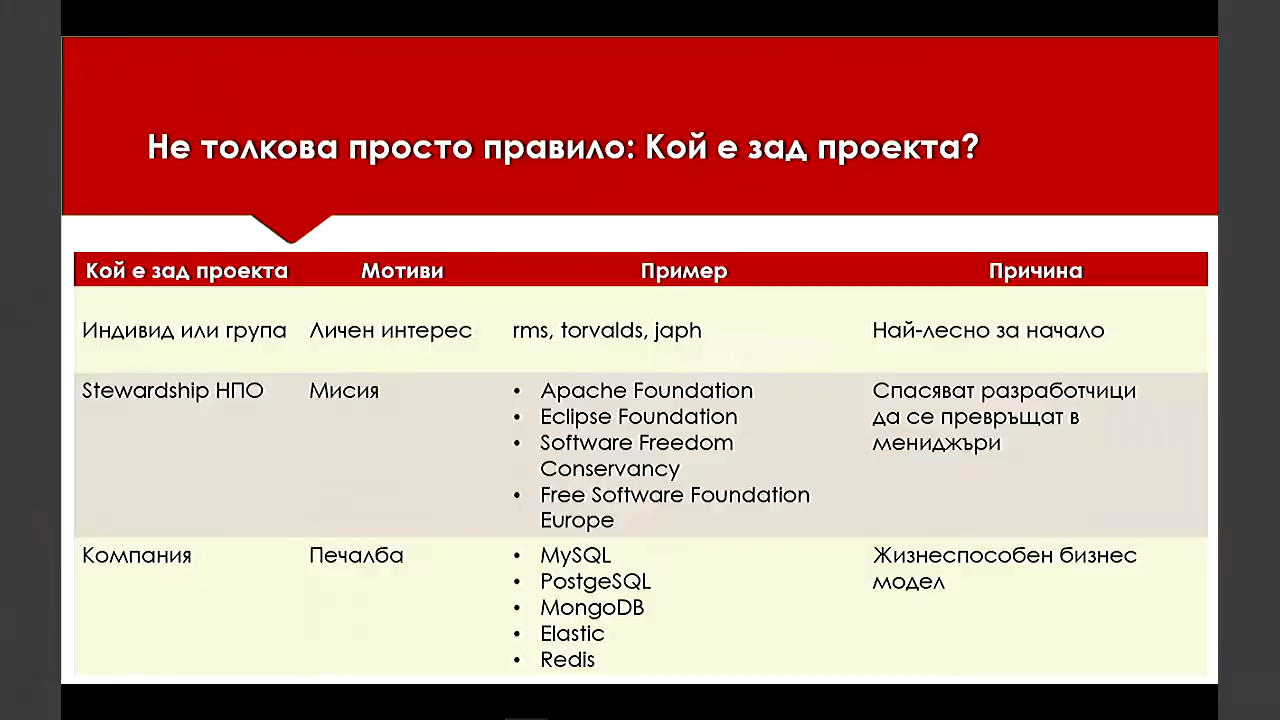 Не толкова просто правило: Кой е зад проекта?
Кой е зад проекта Мотиви Пример Причина
Индивид или група Личен интерес rms, torvalds, japh Най-лесно за начало
Stewardship НПО Мисия • Apache Foundation Спасяват разработчици
• Eclipse Foundation да се превръщат в
• Software Freedom мениджъри
Conservancy
• Free Software Foundation
Europe
Компания Печалба • MySQL Жизнеспособен бизнес
• PostgeSQL модел
• MongoDB
• Elastic
• Redis